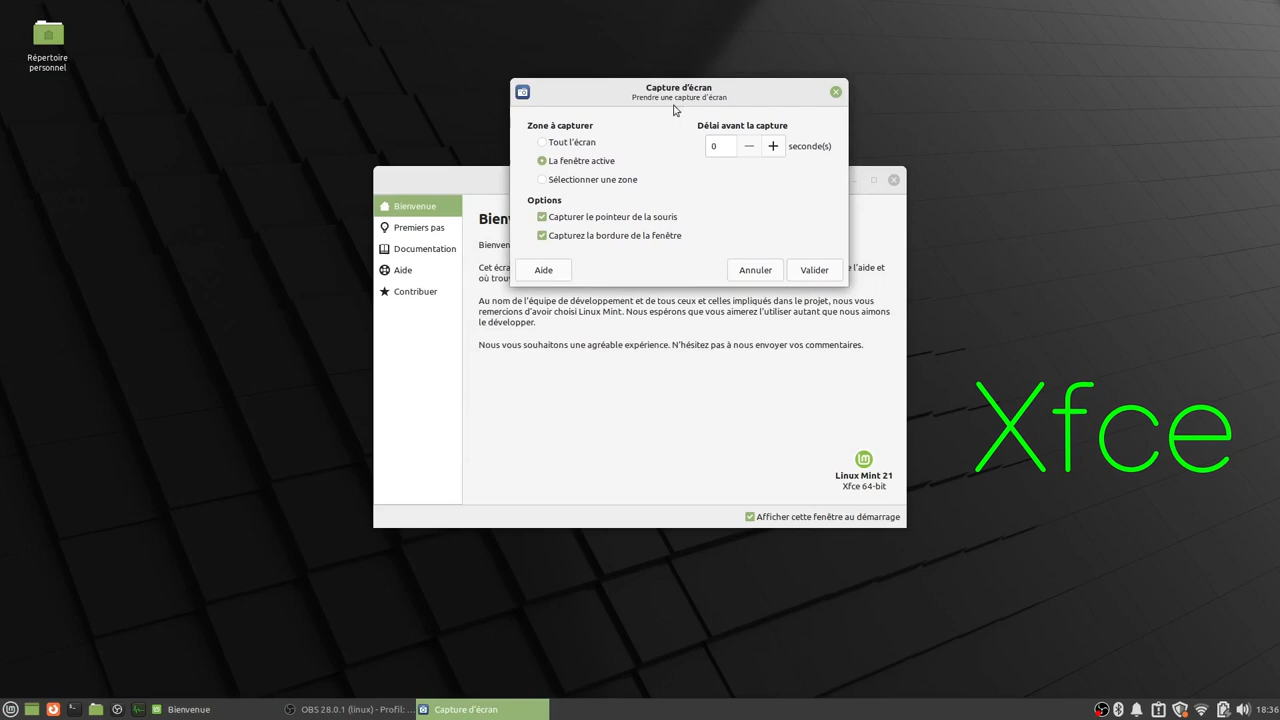 Répertoire
personnel
Capture d'écran
Prendre une capture d'écran
Zone à capturer
Tout l'écran
La fenêtre active
Sélectionner une zone
Délai avant la capture
0 — + seconde(s)
Options
Capturer le pointeur de la souris
Capturez la bordure de la fenêtre
Aide
Annuler
Valider
Bienvenue
Premiers pas
Documentation
Aide
Contribuer
Bien
Bienven
Cet écra
e l'aide et
où trou
Au nom de l'équipe de développement et de tous ceux et celles impliqués dans le projet, nous vous
remercions d'avoir choisi Linux Mint. Nous espérons que vous aimerez l'utiliser autant que nous aimons
le développer.
Nous vous souhaitons une agréable expérience. N'hésitez pas à nous envoyer vos commentaires.
Linux Mint 21
Xfce 64-bit
Afficher cette fenêtre au démarrage
Xfce
Bienvenue
OBS 28.0.1 (linux) - Profil: ...
Capture d'écran
18:36